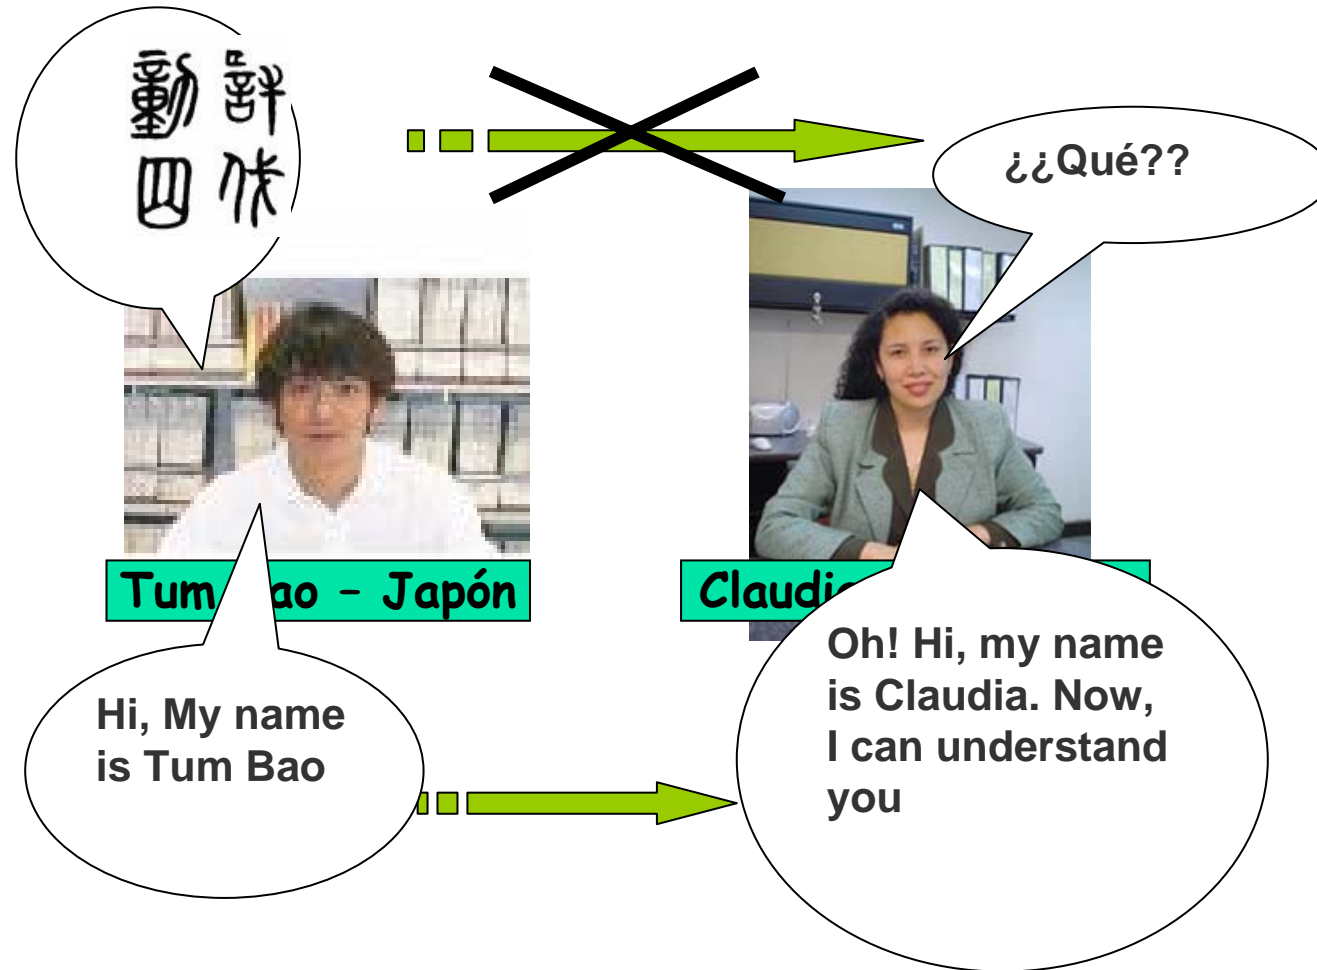 四
¿¿Qué??
Tum ao – Japón
Claudi
Hi, My name
is Tum Bao
Oh! Hi, my name
is Claudia. Now,
I can understand
you